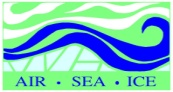 AIR • SEA • ICE